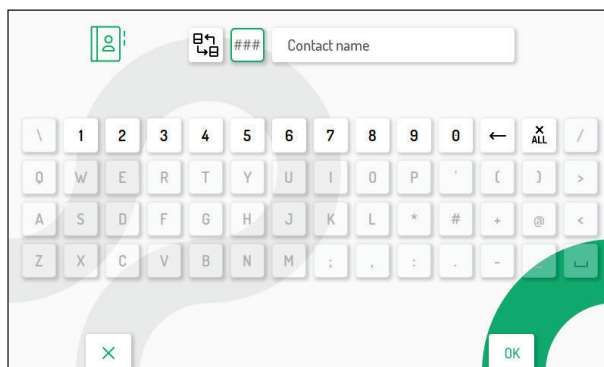 ### Contact name
\ 1 2 3 4 5 6 7 8 9 0 ← × ALL /
Q W E R T Y U I O P ' ( ) >
A S D F G H J K L * # + @ <
Z X C V B N M ; , : . - _
× OK